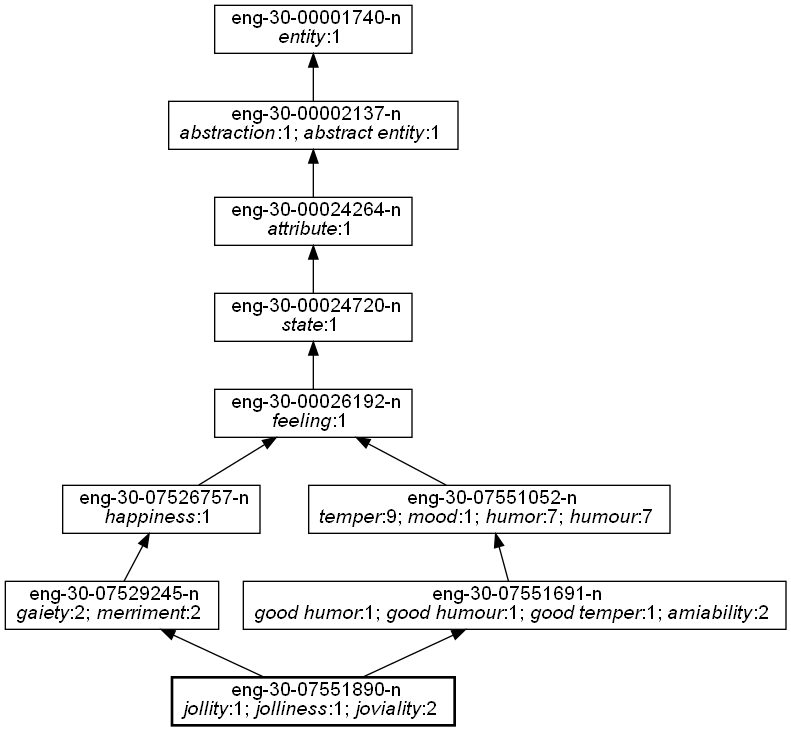 eng-30-00001740-n
entity:1
eng-30-00002137-n
abstraction:1; abstract entity:1
eng-30-00024264-n
attribute:1
eng-30-00024720-n
state:1
eng-30-00026192-n
feeling:1
eng-30-07526757-n
happiness:1
eng-30-07551052-n
temper:9; mood:1; humor:7; humour:7
eng-30-07529245-n
gaiety:2; merriment:2
eng-30-07551691-n
good humor:1; good humour:1; good temper:1; amiability:2
eng-30-07551890-n
jollity:1; jolliness:1; joviality:2